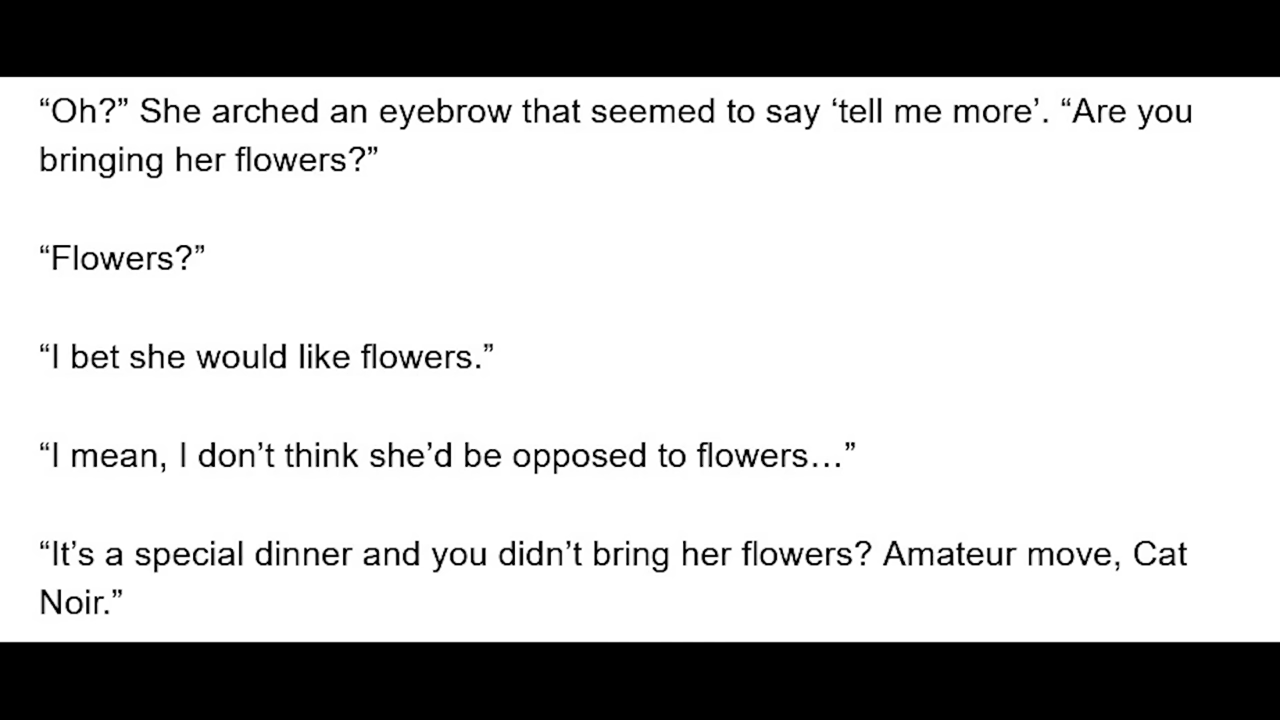 “Oh?” She arched an eyebrow that seemed to say ‘tell me more’. “Are you
bringing her flowers?”
“Flowers?”
“I bet she would like flowers.”
“I mean, I don’t think she’d be opposed to flowers…”
“It’s a special dinner and you didn’t bring her flowers? Amateur move, Cat
Noir.”